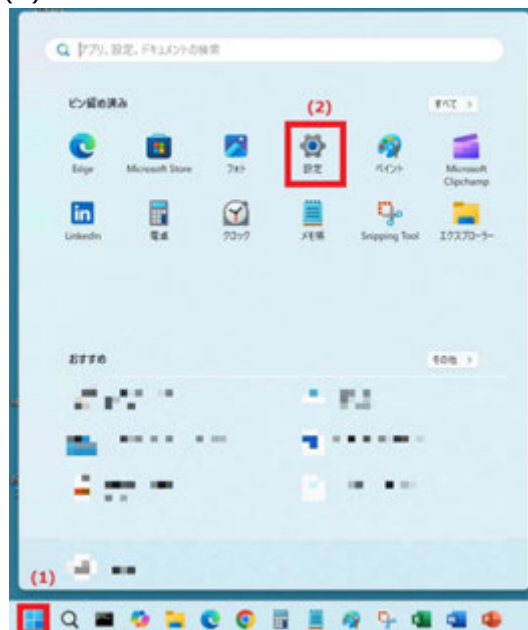 アプリ、設定、ドキュメントの検索
ピン留め済み
(2)
すべて >
Edge
Microsoft Store
フォト
設定
ペイント
Microsoft Clipchamp
LinkedIn
電卓
クロック
メモ帳
Snipping Tool
エクスプローラー
おすすめ
その他 >
(1)